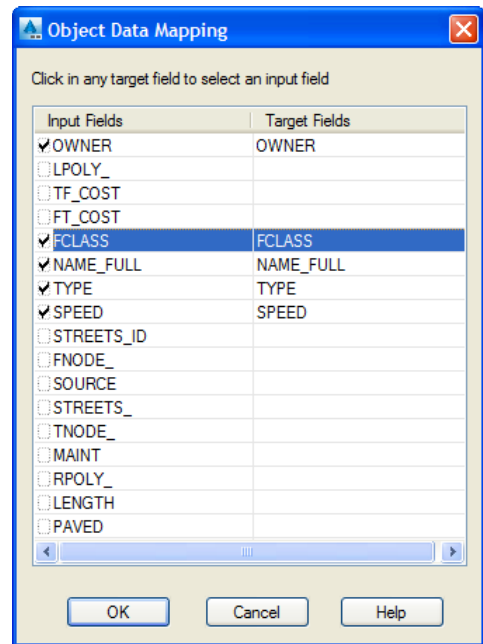 Object Data Mapping
Click in any target field to select an input field
Input Fields Target Fields
OWNER OWNER
LPOLY_
TF_COST
FT_COST
FCLASS FCLASS
NAME_FULL NAME_FULL
TYPE TYPE
SPEED SPEED
STREETS_ID
FNODE_
SOURCE
STREETS_
TNODE_
MAINT
RPOLY_
LENGTH
PAVED
OK Cancel Help